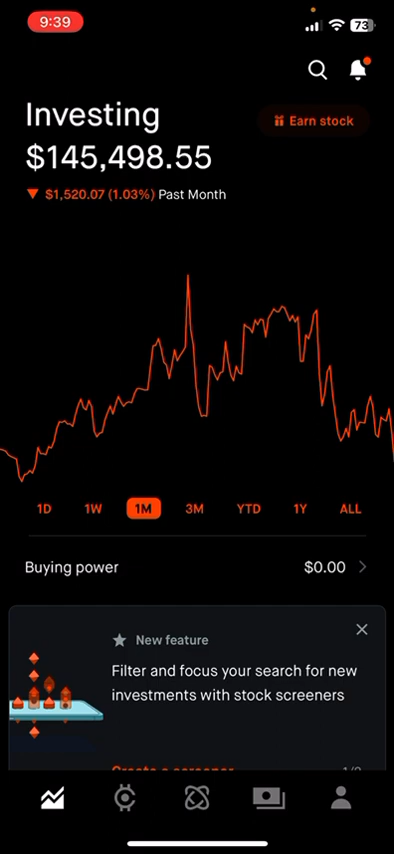 9:39
73
Investing
Earn stock
$145,498.55
▼ $1,520.07 (1.03%) Past Month
1D 1W 1M 3M YTD 1Y ALL
Buying power $0.00
New feature
Filter and focus your search for new
investments with stock screeners
Create a screener